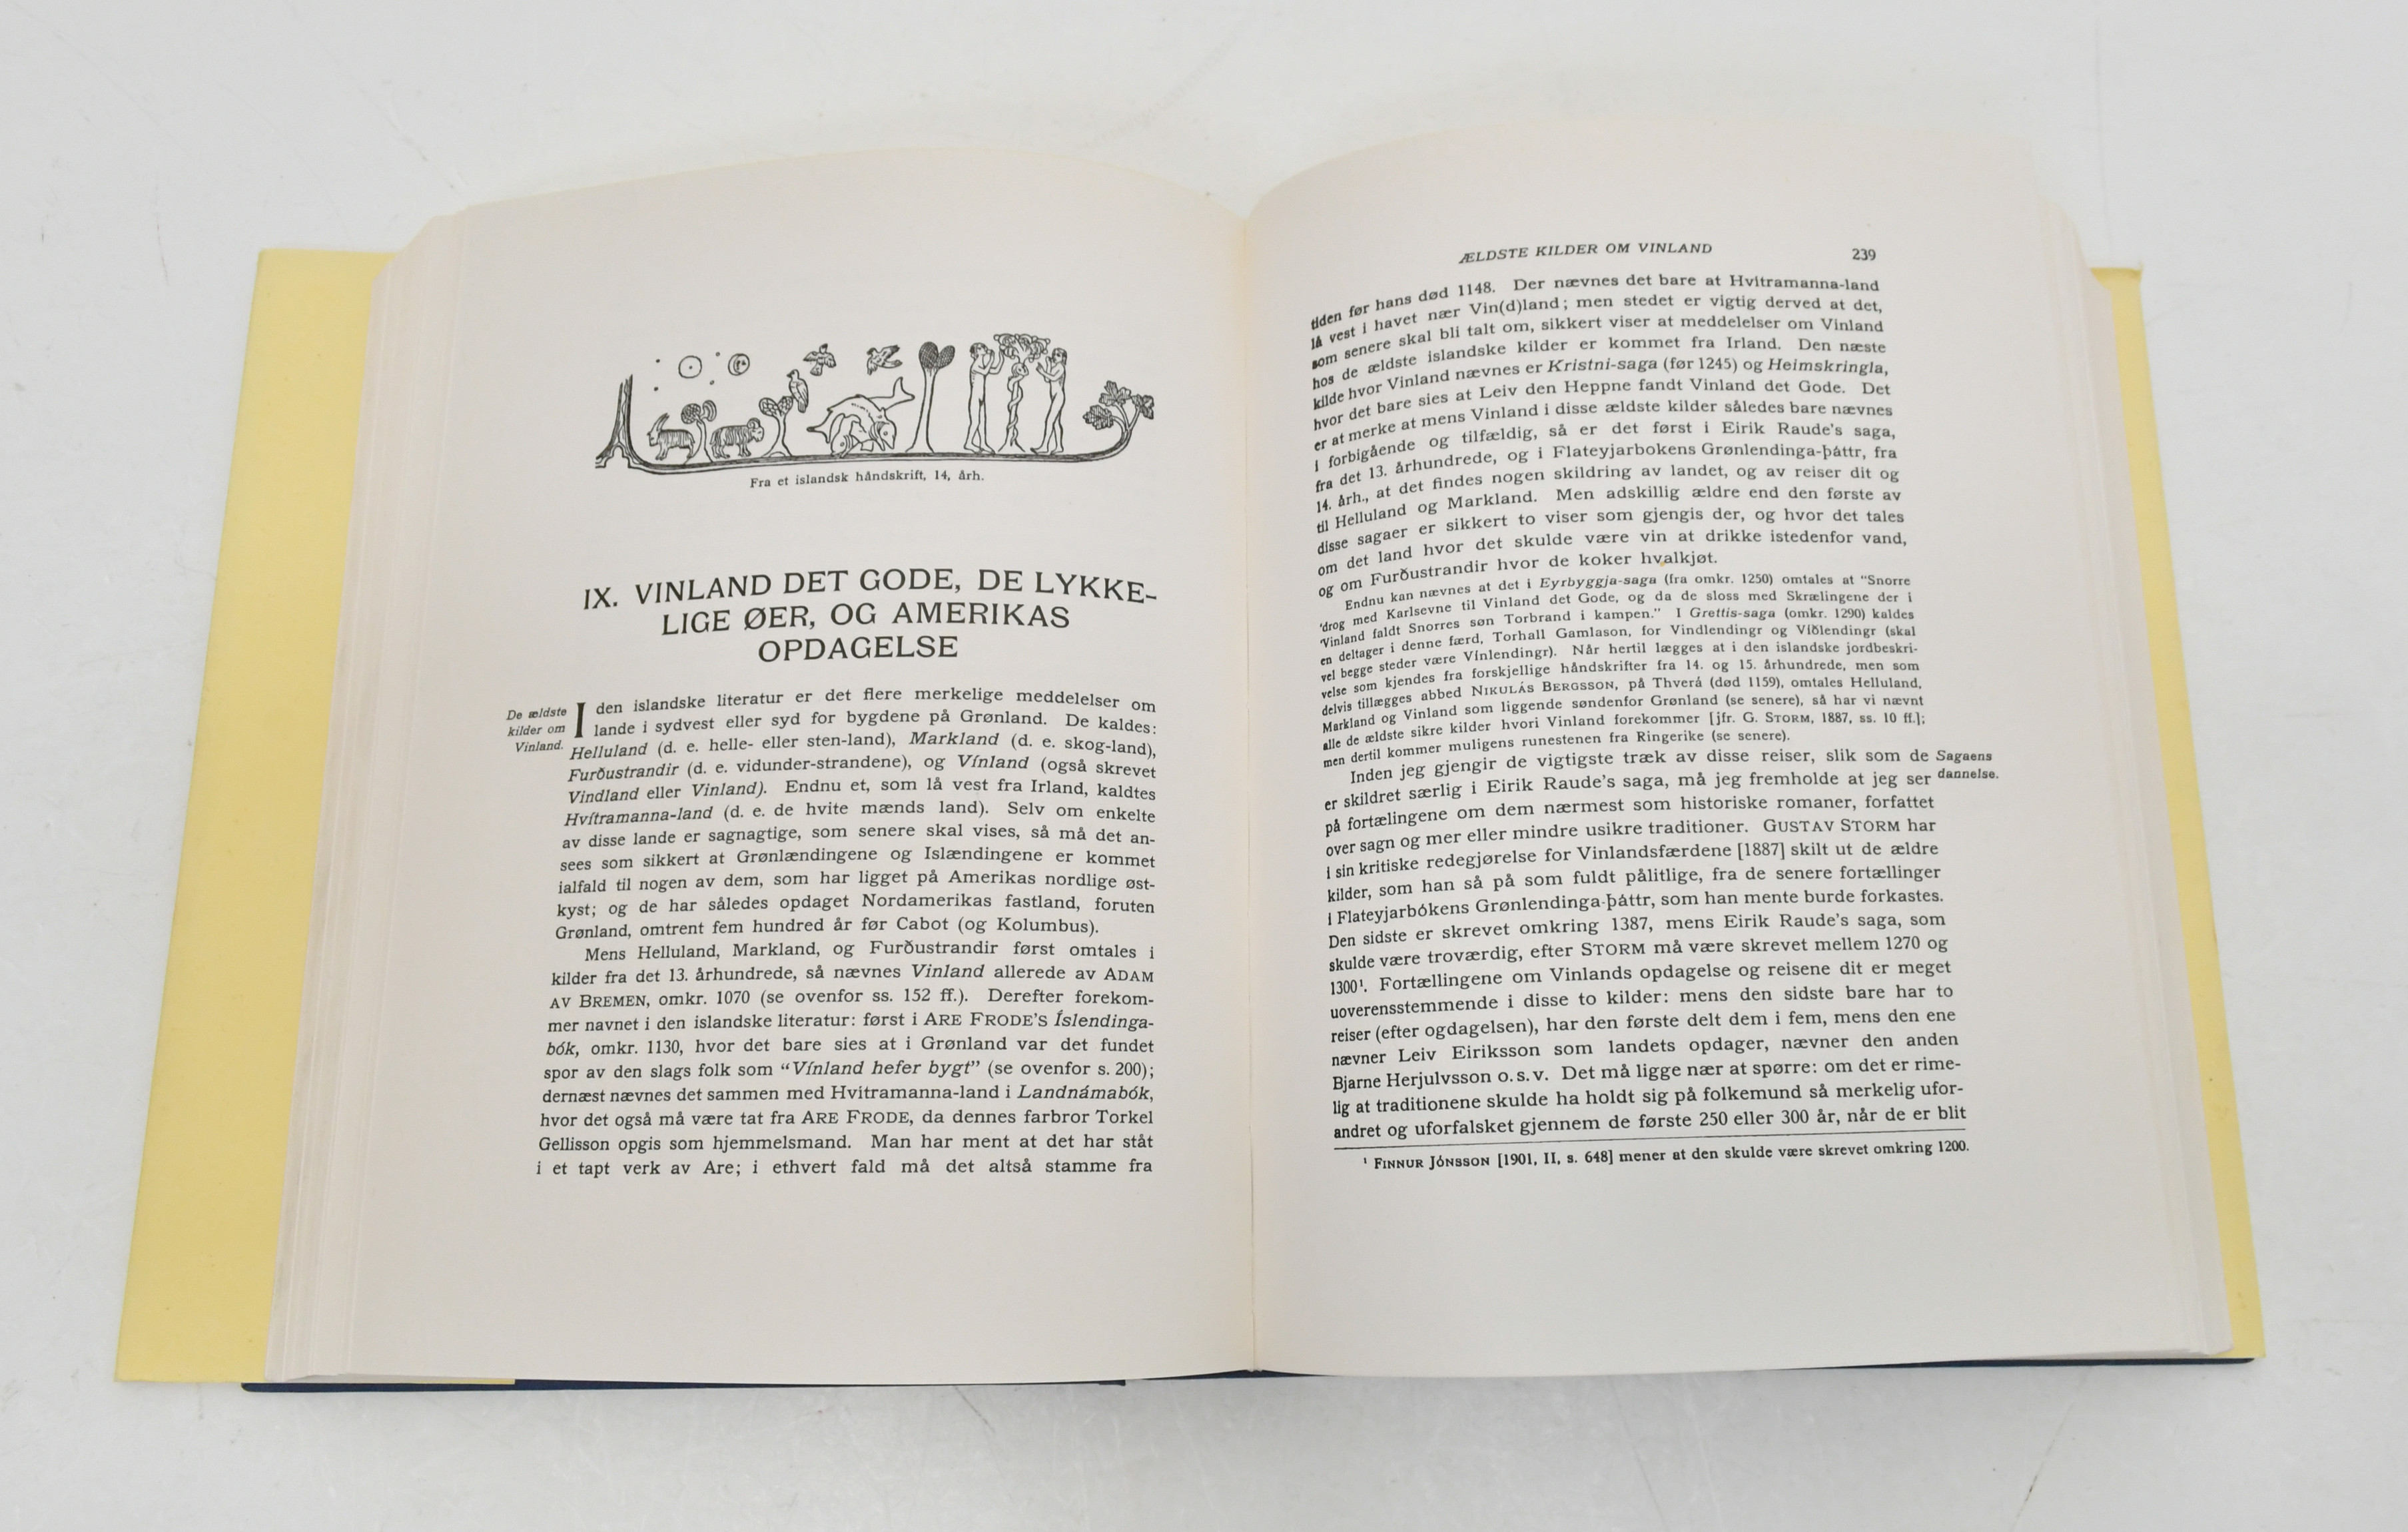 Fra et islandsk håndskrift, 14, årh.
IX. VINLAND DET GODE, DE LYKKE-
LIGE ØER, OG AMERIKAS
OPDAGELSE
De ældste
kilder om
Vinland.
I den islandske literatur er det flere merkelige meddelelser om
lande i sydvest eller syd for bygdene på Grønland. De kaldes:
Helluland (d. e. helle- eller sten-land), Markland (d. e. skog-land),
Furðustrandir (d. e. vidunder-strandene), og Vínland (også skrevet
Vindland eller Vinland). Endnu et, som lå vest fra Irland, kaldtes
Hvítramanna-land (d. e. de hvite mænds land). Selv om enkelte
av disse lande er sagnagtige, som senere skal vises, så må det an-
sees som sikkert at Grønlændingene og Islændingene er kommet
ialfald til nogen av dem, som har ligget på Amerikas nordlige øst-
kyst; og de har således opdaget Nordamerikas fastland, foruten
Grønland, omtrent fem hundred år før Cabot (og Kolumbus).
Mens Helluland, Markland, og Furðustrandir først omtales i
kilder fra det 13. århundrede, så nævnes Vinland allerede av ADAM
AV BREMEN, omkr. 1070 (se ovenfor ss. 152 ff.). Derefter forekom-
mer navnet i den islandske literatur: først i ARE FRODE'S Íslendinga-
bók, omkr. 1130, hvor det bare sies at i Grønland var det fundet
spor av den slags folk som “Vínland hefer bygt” (se ovenfor s. 200);
dernæst nævnes det sammen med Hvítramanna-land i Landnámabók,
hvor det også må være tat fra ARE FRODE, da dennes farbror Torkel
Gellisson opgis som hjemmelsmand. Man har ment at det har ståt
i et tapt verk av Are; i ethvert fald må det altså stamme fra
ÆLDSTE KILDER OM VINLAND 239
tiden før hans død 1148. Der nævnes det bare at Hvítramanna-land
lå vest i havet nær Vin(d)land; men stedet er vigtig derved at det,
som senere skal bli talt om, sikkert viser at meddelelser om Vinland
hos de ældste islandske kilder er kommet fra Irland. Den næste
kilde hvor Vinland nævnes er Kristni-saga (før 1245) og Heimskringla,
hvor det bare sies at Leiv den Heppne fandt Vinland det Gode. Det
er at merke at mens Vinland i disse ældste kilder således bare nævnes
i forbigående og tilfældig, så er det først i Eirik Raude's saga,
fra det 13. århundrede, og i Flateyjarbokens Grønlendinga-þáttr, fra
14. årh., at det findes nogen skildring av landet, og av reiser dit og
til Helluland og Markland. Men adskillig ældre end den første av
disse sagaer er sikkert to viser som gjengis der, og hvor det tales
om det land hvor det skulde være vin at drikke istedenfor vand,
og om Furðustrandir hvor de koker hvalkjøt.
Endnu kan nævnes at det i Eyrbyggja-saga (fra omkr. 1250) omtales at “Snorre
drog med Karlsevne til Vinland det Gode, og da de sloss med Skrælingene der i
Vinland faldt Snorres søn Torbrand i kampen.” I Grettis-saga (omkr. 1290) kaldes
en deltager i denne færd, Torhall Gamlason, for Vindlendingr og Viðlendingr (skal
vel begge steder være Vínlendingr). Når hertil lægges at i den islandske jordbeskri-
velse som kjendes fra forskjellige håndskrifter fra 14. og 15. århundrede, men som
delvis tillægges abbed NIKULÁS BERGSSON, på Thverá (død 1159), omtales Helluland,
Markland og Vinland som liggende søndenfor Grønland (se senere), så har vi nævnt
alle de ældste sikre kilder hvori Vinland forekommer [jfr. G. STORM, 1887, ss. 10 ff.];
men dertil kommer muligens runestenen fra Ringerike (se senere).
Inden jeg gjengir de vigtigste træk av disse reiser, slik som de
er skildret særlig i Eirik Raude's saga, må jeg fremholde at jeg ser
på fortælingene om dem nærmest som historiske romaner, forfattet
over sagn og mer eller mindre usikre traditioner. GUSTAV STORM har
i sin kritiske redegjørelse for Vinlandsfærdene [1887] skilt ut de ældre
kilder, som han så på som fuldt pålitlige, fra de senere fortællinger
i Flateyjarbókens Grønlendinga-þáttr, som han mente burde forkastes.
Den sidste er skrevet omkring 1387, mens Eirik Raude's saga, som
skulde være troværdig, efter STORM må være skrevet mellem 1270 og
1300¹. Fortællingene om Vinlands opdagelse og reisene dit er meget
uoverensstemmende i disse to kilder: mens den sidste bare har to
reiser (efter ogdagelsen), har den første delt dem i fem, mens den ene
nævner Leiv Eiriksson som landets opdager, nævner den anden
Bjarne Herjulvsson o. s. v. Det må ligge nær at spørre: om det er rime-
lig at traditionene skulde ha holdt sig på folkemund så merkelig ufor-
andret og uforfalsket gjennem de første 250 eller 300 år, når de er blit
Sagaens
dannelse.
¹ FINNUR JÓNSSON [1901, II, s. 648] mener at den skulde være skrevet omkring 1200.